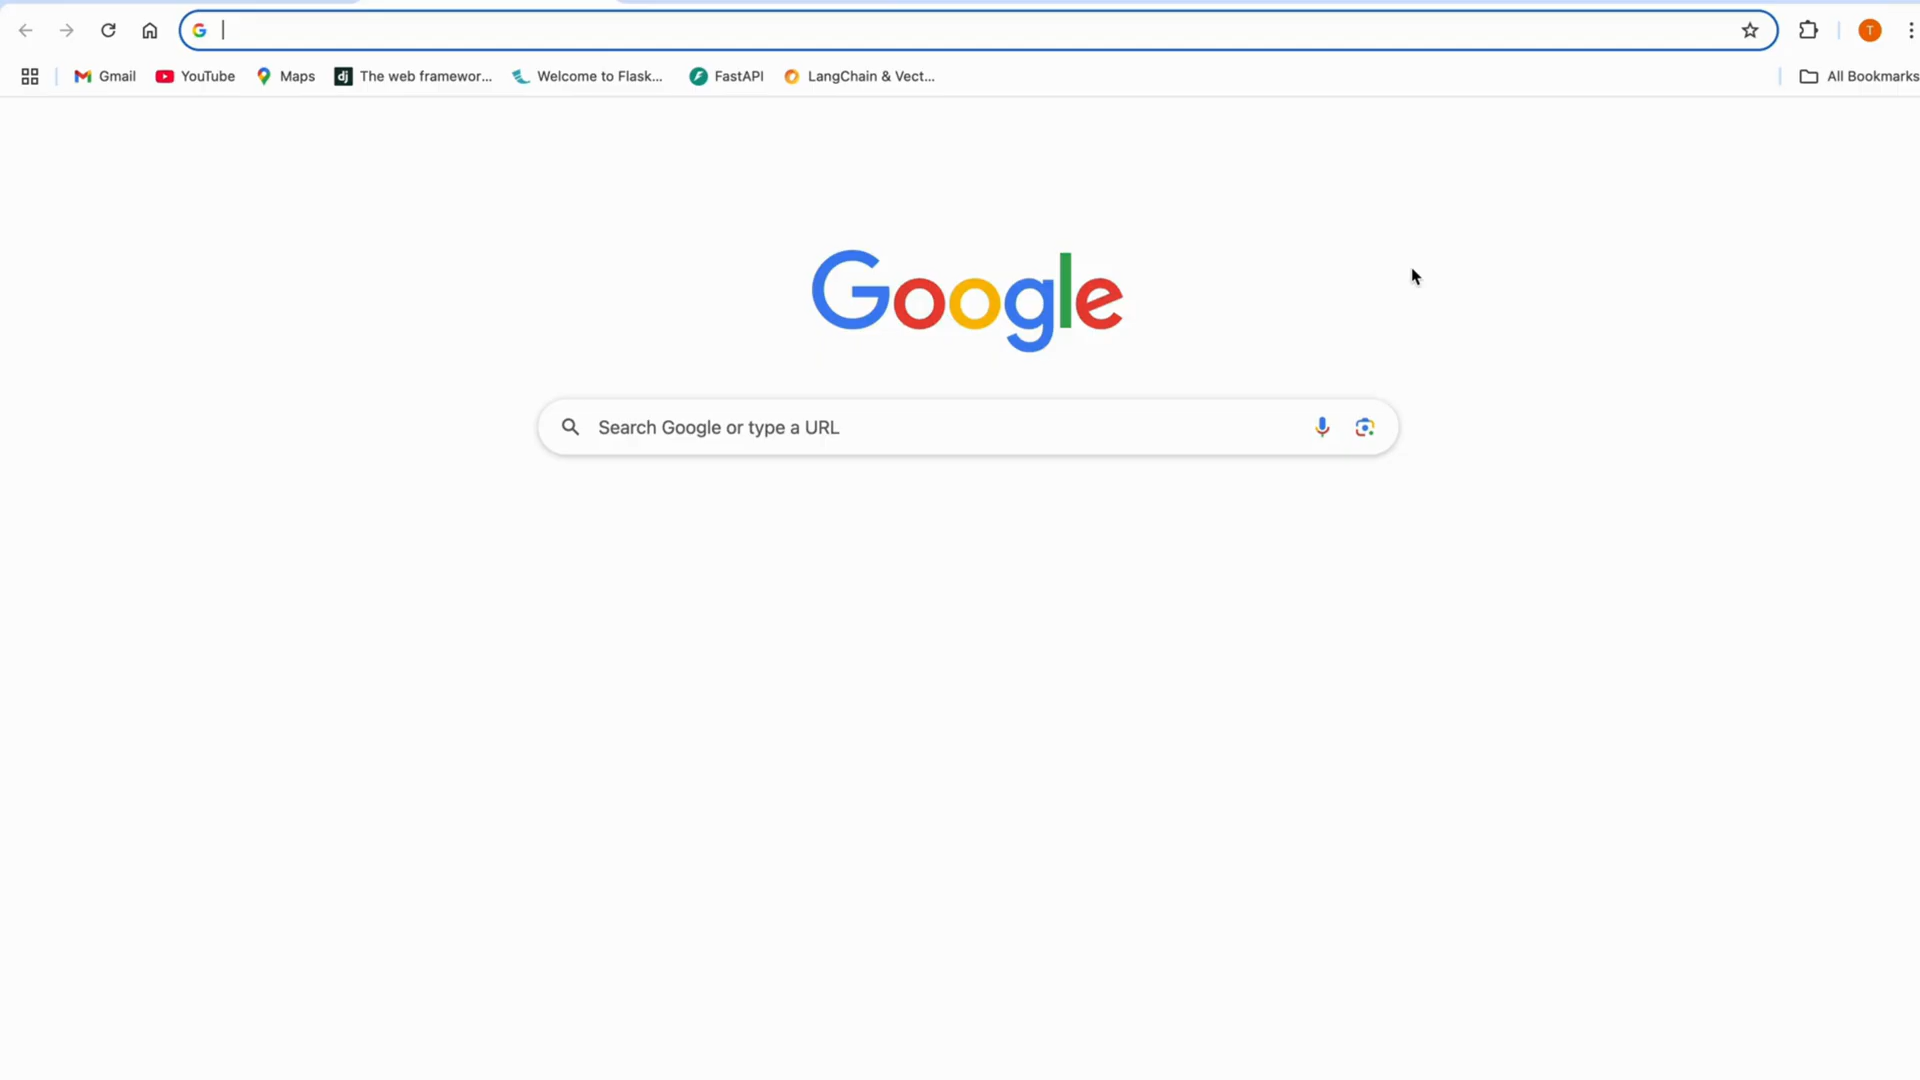 T
Gmail YouTube Maps dj The web framewor... Welcome to Flask... FastAPI LangChain & Vect... All Bookmarks
Google
Search Google or type a URL